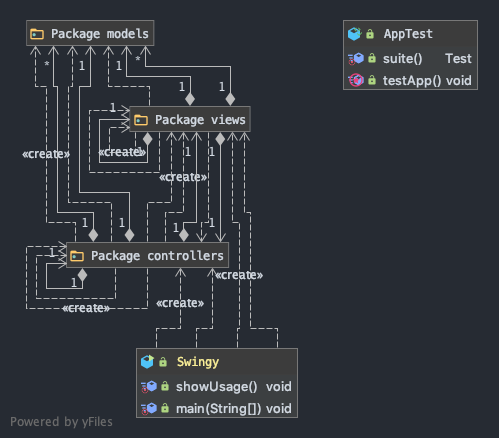 Package models
AppTest
suite() Test
testApp() void
* 1 1 *
1 1
1 Package views
«create» 1 «create»
1 1 1
«create»
1 1 1
1 Package controllers
1 «create»
«create» «create»
Swingy
showUsage() void
main(String[]) void
Powered by yFiles